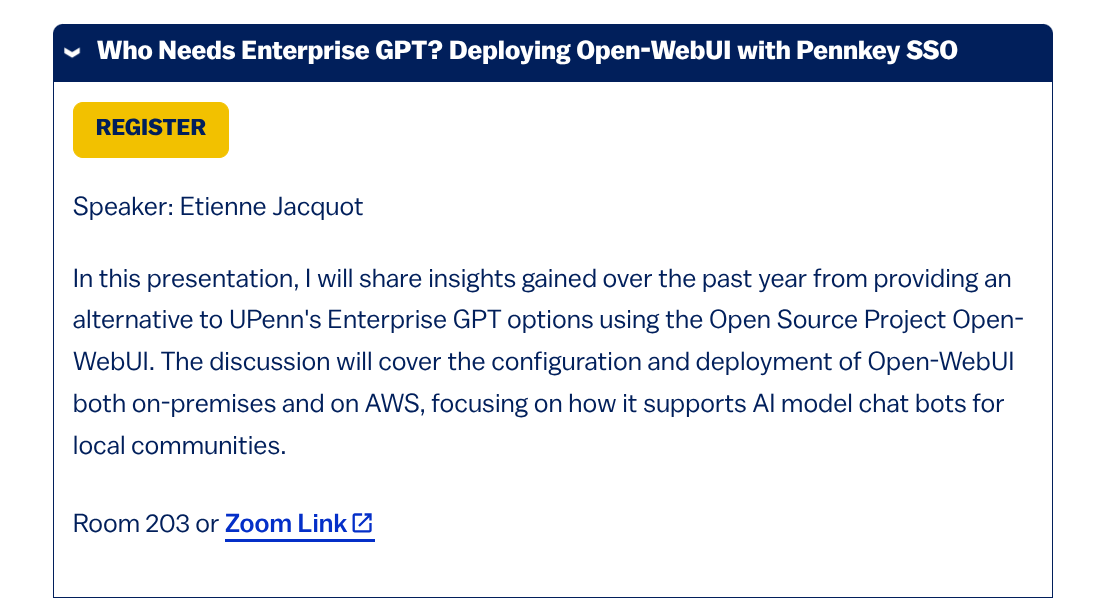 Who Needs Enterprise GPT? Deploying Open-WebUI with Pennkey SSO
REGISTER
Speaker: Etienne Jacquot
In this presentation, I will share insights gained over the past year from providing an
alternative to UPenn's Enterprise GPT options using the Open Source Project Open-
WebUI. The discussion will cover the configuration and deployment of Open-WebUI
both on-premises and on AWS, focusing on how it supports AI model chat bots for
local communities.
Room 203 or Zoom Link